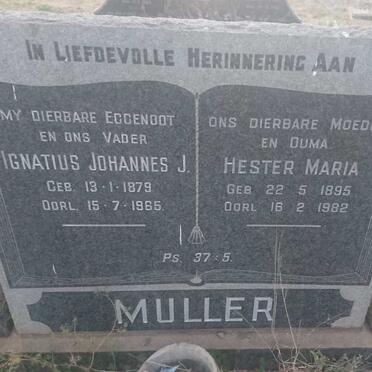 IN LIEFDEVOLLE HERINNERING AAN
MY DIERBARE EGGENOOT
EN ONS VADER
IGNATIUS JOHANNES J.
GEB. 13-1-1879
OORL. 15-7-1965.
ONS DIERBARE MOEDER
EN OUMA
HESTER MARIA
GEB 22 5 1895
OORL 16 2 1982
PS. 37:5.
MULLER